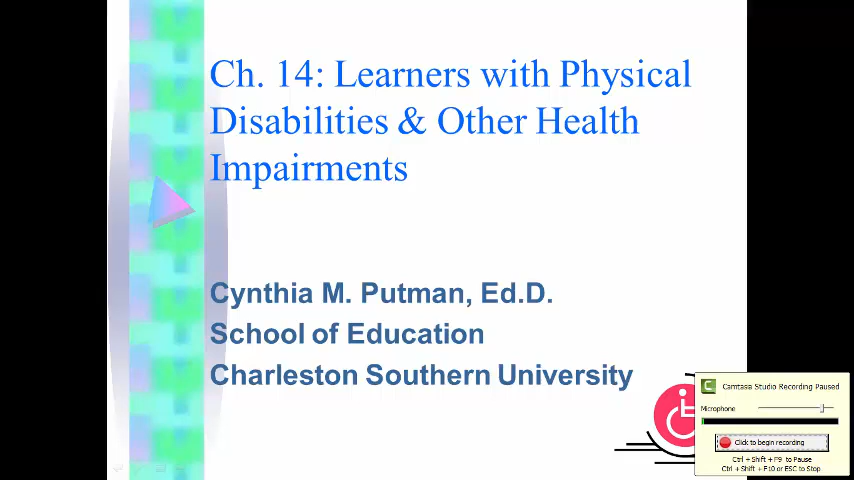 Ch. 14: Learners with Physical
Disabilities & Other Health
Impairments
Cynthia M. Putman, Ed.D.
School of Education
Charleston Southern University
Camtasia Studio Recording Paused
Microphone
Click to begin recording
Ctrl + Shift + F9 to Pause
Ctrl + Shift + F10 or ESC to Stop